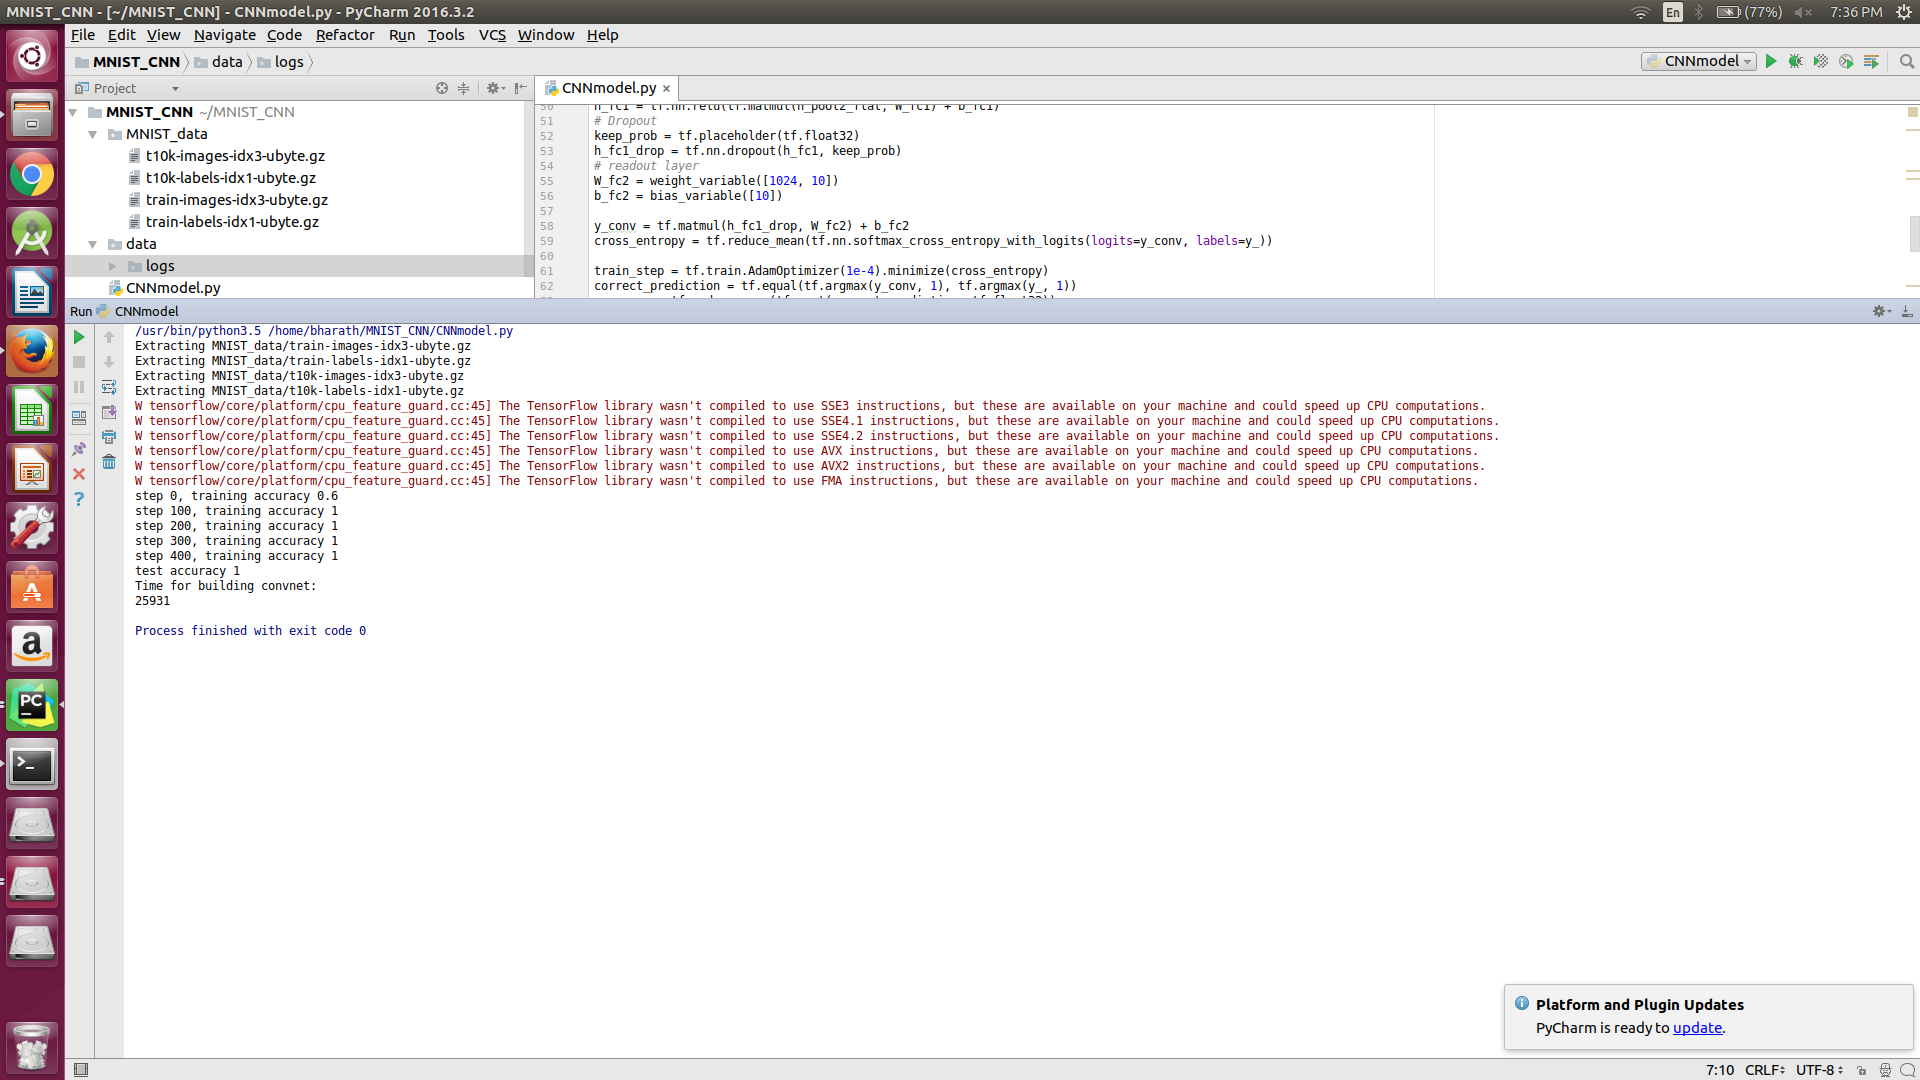 MNIST_CNN - [~/MNIST_CNN] - CNNmodel.py - PyCharm 2016.3.2
En
(77%)
7:36 PM
File Edit View Navigate Code Refactor Run Tools VCS Window Help
MNIST_CNN data logs
CNNmodel
Project
CNNmodel.py
MNIST_CNN ~/MNIST_CNN
MNIST_data
t10k-images-idx3-ubyte.gz
t10k-labels-idx1-ubyte.gz
train-images-idx3-ubyte.gz
train-labels-idx1-ubyte.gz
data
logs
CNNmodel.py
50 h_fc1 = tf.nn.relu(tf.matmul(h_pool2_flat, W_fc1) + b_fc1)
51 # Dropout
52 keep_prob = tf.placeholder(tf.float32)
53 h_fc1_drop = tf.nn.dropout(h_fc1, keep_prob)
54 # readout layer
55 W_fc2 = weight_variable([1024, 10])
56 b_fc2 = bias_variable([10])
57
58 y_conv = tf.matmul(h_fc1_drop, W_fc2) + b_fc2
59 cross_entropy = tf.reduce_mean(tf.nn.softmax_cross_entropy_with_logits(logits=y_conv, labels=y_))
60
61 train_step = tf.train.AdamOptimizer(1e-4).minimize(cross_entropy)
62 correct_prediction = tf.equal(tf.argmax(y_conv, 1), tf.argmax(y_, 1))
Run CNNmodel
/usr/bin/python3.5 /home/bharath/MNIST_CNN/CNNmodel.py
Extracting MNIST_data/train-images-idx3-ubyte.gz
Extracting MNIST_data/train-labels-idx1-ubyte.gz
Extracting MNIST_data/t10k-images-idx3-ubyte.gz
Extracting MNIST_data/t10k-labels-idx1-ubyte.gz
W tensorflow/core/platform/cpu_feature_guard.cc:45] The TensorFlow library wasn't compiled to use SSE3 instructions, but these are available on your machine and could speed up CPU computations.
W tensorflow/core/platform/cpu_feature_guard.cc:45] The TensorFlow library wasn't compiled to use SSE4.1 instructions, but these are available on your machine and could speed up CPU computations.
W tensorflow/core/platform/cpu_feature_guard.cc:45] The TensorFlow library wasn't compiled to use SSE4.2 instructions, but these are available on your machine and could speed up CPU computations.
W tensorflow/core/platform/cpu_feature_guard.cc:45] The TensorFlow library wasn't compiled to use AVX instructions, but these are available on your machine and could speed up CPU computations.
W tensorflow/core/platform/cpu_feature_guard.cc:45] The TensorFlow library wasn't compiled to use AVX2 instructions, but these are available on your machine and could speed up CPU computations.
W tensorflow/core/platform/cpu_feature_guard.cc:45] The TensorFlow library wasn't compiled to use FMA instructions, but these are available on your machine and could speed up CPU computations.
step 0, training accuracy 0.6
step 100, training accuracy 1
step 200, training accuracy 1
step 300, training accuracy 1
step 400, training accuracy 1
test accuracy 1
Time for building convnet:
25931
Process finished with exit code 0
a
PC
Platform and Plugin Updates
PyCharm is ready to update.
7:10 CRLF UTF-8